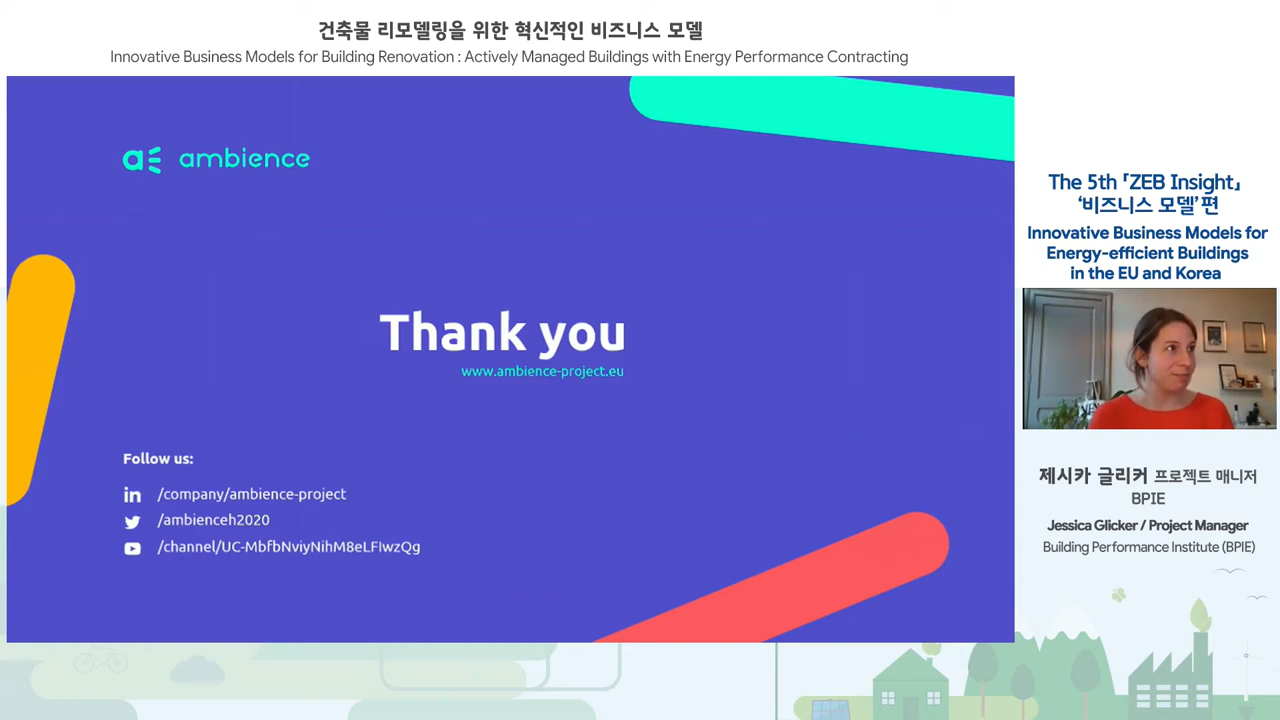 건축물 리모델링을 위한 혁신적인 비즈니스 모델
Innovative Business Models for Building Renovation : Actively Managed Buildings with Energy Performance Contracting
ambience
Thank you
www.ambience-project.eu
Follow us:
/company/ambience-project
/ambienceh2020
/channel/UC-MbfbNviyNihM8eLFIwzQg
The 5th「ZEB Insight」
‘비즈니스 모델’편
Innovative Business Models for
Energy-efficient Buildings
in the EU and Korea
제시카 글리커 프로젝트 매니저
BPIE
Jessica Glicker / Project Manager
Building Performance Institute (BPIE)